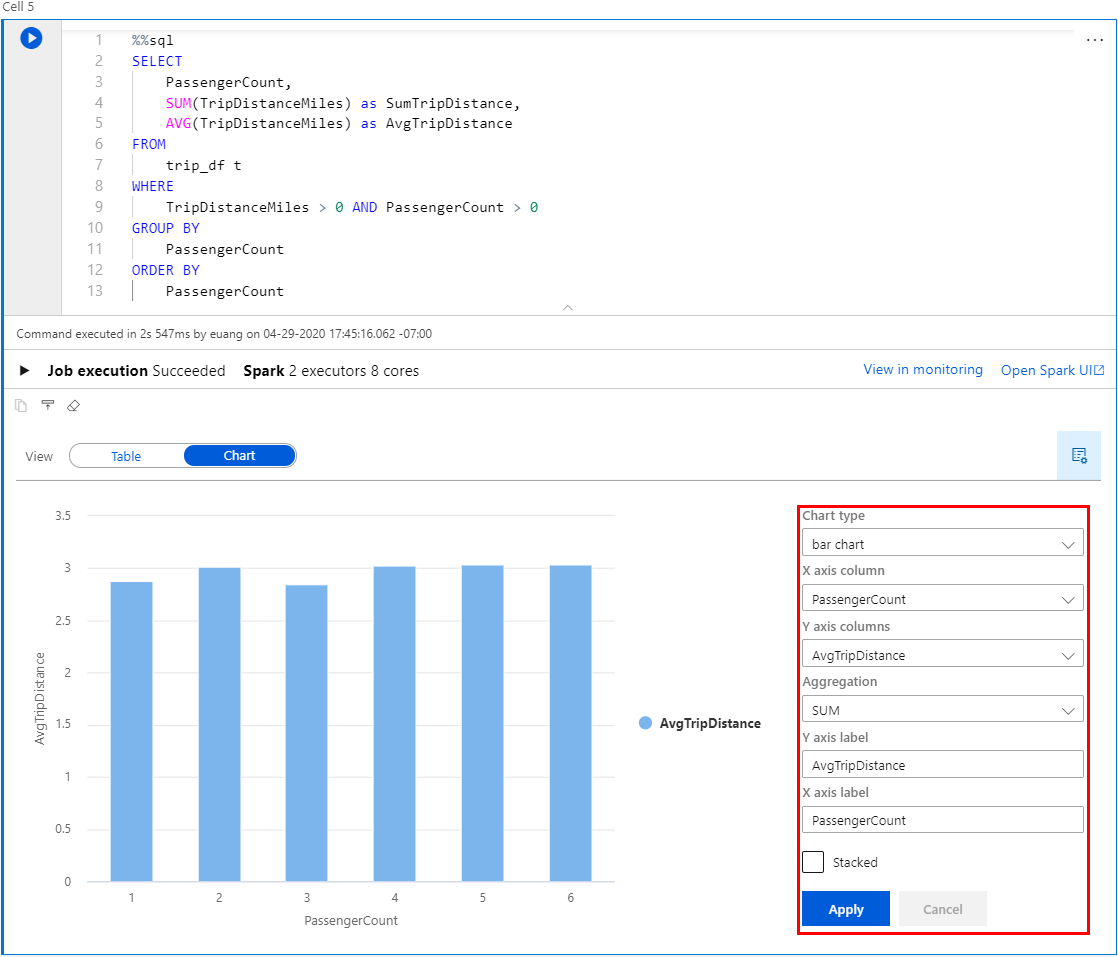 Cell 5
1 %%sql
2 SELECT
3 PassengerCount,
4 SUM(TripDistanceMiles) as SumTripDistance,
5 AVG(TripDistanceMiles) as AvgTripDistance
6 FROM
7 trip_df t
8 WHERE
9 TripDistanceMiles > 0 AND PassengerCount > 0
10 GROUP BY
11 PassengerCount
12 ORDER BY
13 PassengerCount
Command executed in 2s 547ms by euang on 04-29-2020 17:45:16.062 -07:00
Job execution Succeeded Spark 2 executors 8 cores View in monitoring Open Spark UI
View Table Chart
3.5
3
2.5
2
1.5
1
0.5
0
AvgTripDistance
1 2 3 4 5 6
PassengerCount
AvgTripDistance
Chart type
bar chart
X axis column
PassengerCount
Y axis columns
AvgTripDistance
Aggregation
SUM
Y axis label
AvgTripDistance
X axis label
PassengerCount
Stacked
Apply Cancel